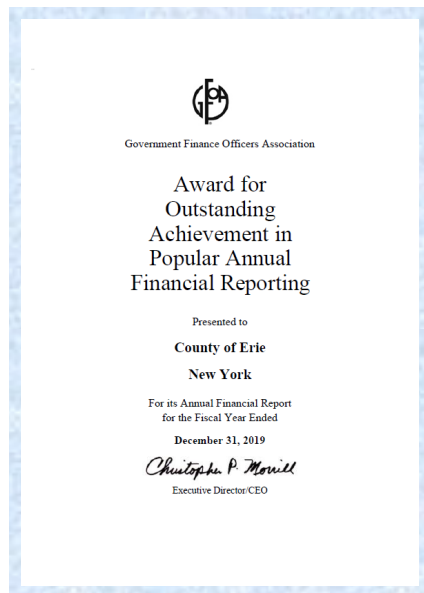 GFOA
Government Finance Officers Association
Award for
Outstanding
Achievement in
Popular Annual
Financial Reporting
Presented to
County of Erie
New York
For its Annual Financial Report
for the Fiscal Year Ended
December 31, 2019
Christopher P. Morrill
Executive Director/CEO